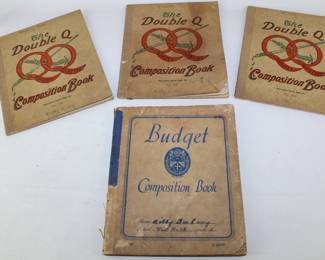 The
Double Q
Composition Book
The
Double Q
Composition Book
The
Double Q
Composition Book
Budget
Composition Book